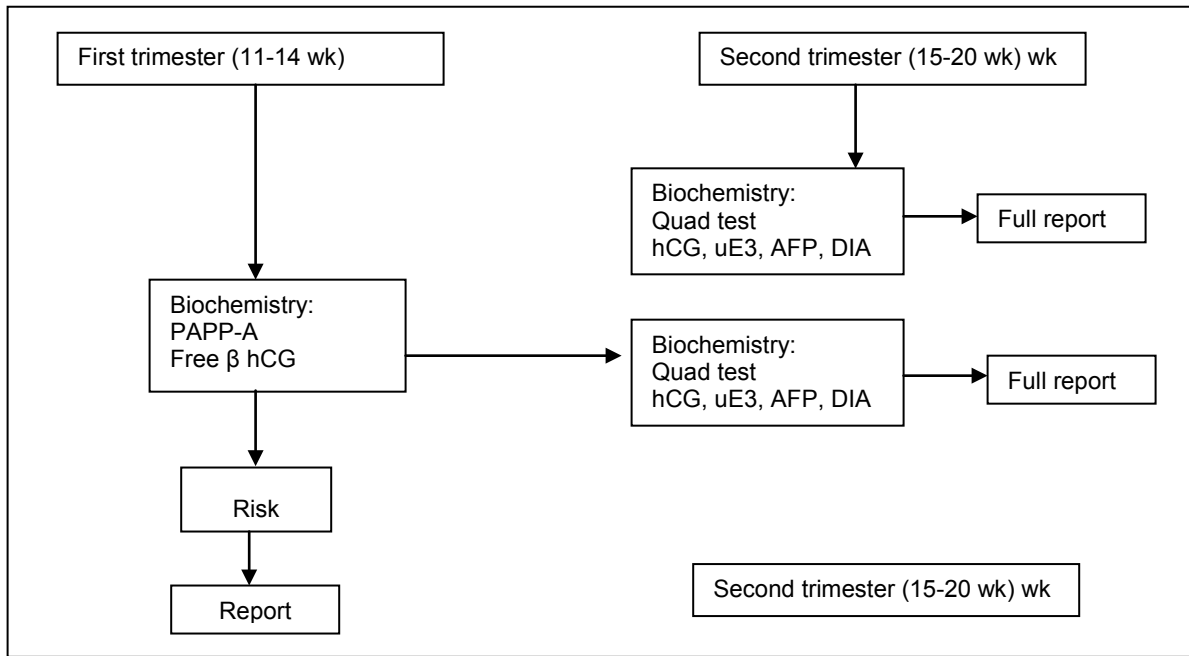 First trimester (11-14 wk)
Second trimester (15-20 wk) wk
Biochemistry:
Quad test
hCG, uE3, AFP, DIA
Full report
Biochemistry:
PAPP-A
Free β hCG
Biochemistry:
Quad test
hCG, uE3, AFP, DIA
Full report
Risk
Report
Second trimester (15-20 wk) wk